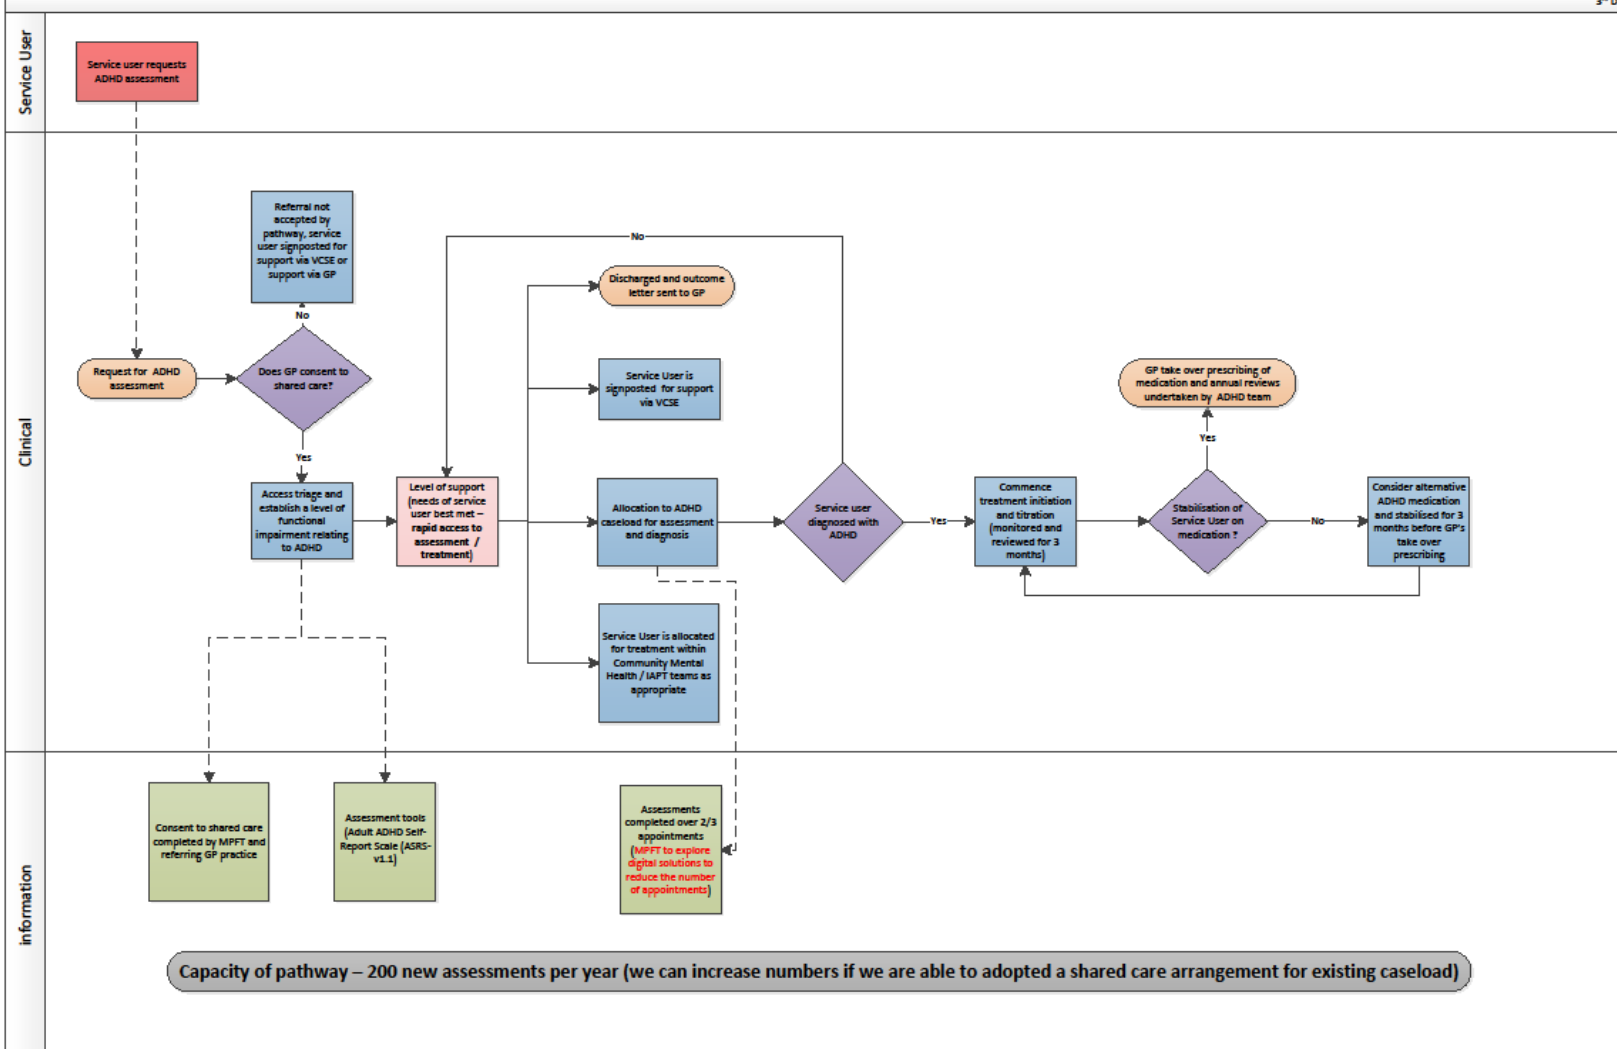 Service User
Service user requests
ADHD assessment
Clinical
Referral not
accepted by
pathway, service
user signposted for
support via VCSE or
support via GP
No
Request for ADHD
assessment
Does GP consent to
shared care?
Yes
Access triage and
establish a level of
functional
impairment relating
to ADHD
Level of support
(needs of service
user best met –
rapid access to
assessment /
treatment)
No
Discharged and outcome
letter sent to GP
Service User is
signposted for support
via VCSE
Allocation to ADHD
caseload for assessment
and diagnosis
Service User is allocated
for treatment within
Community Mental
Health / IAPT teams as
appropriate
Service user
diagnosed with
ADHD
Yes
Commence
treatment initiation
and titration
(monitored and
reviewed for 3
months)
GP take over prescribing of
medication and annual reviews
undertaken by ADHD team
Yes
Stabilisation of
Service User on
medication ?
No
Consider alternative
ADHD medication
and stabilised for 3
months before GP's
take over
prescribing
information
Consent to shared care
completed by MPFT and
referring GP practice
Assessment tools
(Adult ADHD Self-
Report Scale (ASRS-
v1.1)
Assessments
completed over 2/3
appointments
(MPFT to explore
digital solutions to
reduce the number
of appointments)
Capacity of pathway – 200 new assessments per year (we can increase numbers if we are able to adopted a shared care arrangement for existing caseload)